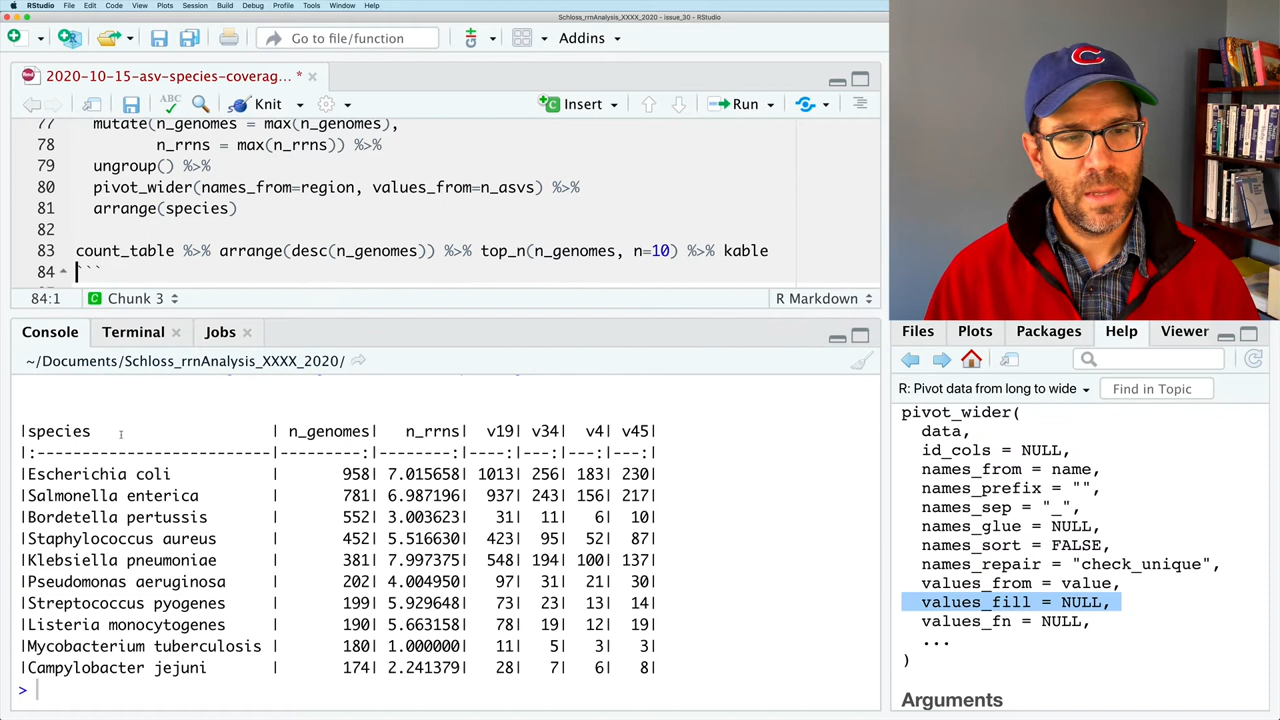 RStudio File Edit Code View Plots Session Build Debug Profile Tools Window Help
Schloss_rrnAnalysis_XXXX_2020 - issue_30 - RStudio
Go to file/function
Addins
2020-10-15-asv-species-coverag... *
ABC
Knit
Insert
Run
77 mutate(n_genomes = max(n_genomes),
78 n_rrns = max(n_rrns)) %>%
79 ungroup() %>%
80 pivot_wider(names_from=region, values_from=n_asvs) %>%
81 arrange(species)
82
83 count_table %>% arrange(desc(n_genomes)) %>% top_n(n_genomes, n=10) %>% kable
84 ```
84:1 Chunk 3 R Markdown
Console Terminal Jobs
~/Documents/Schloss_rrnAnalysis_XXXX_2020/
|species | n_genomes| n_rrns| v19| v34| v4| v45|
|:-------------------------|---------:|--------:|----:|---:|---:|---:|
|Escherichia coli | 958| 7.015658| 1013| 256| 183| 230|
|Salmonella enterica | 781| 6.987196| 937| 243| 156| 217|
|Bordetella pertussis | 552| 3.003623| 31| 11| 6| 10|
|Staphylococcus aureus | 452| 5.516630| 423| 95| 52| 87|
|Klebsiella pneumoniae | 381| 7.997375| 548| 194| 100| 137|
|Pseudomonas aeruginosa | 202| 4.004950| 97| 31| 21| 30|
|Streptococcus pyogenes | 199| 5.929648| 73| 23| 13| 14|
|Listeria monocytogenes | 190| 5.663158| 78| 19| 12| 19|
|Mycobacterium tuberculosis | 180| 1.000000| 11| 5| 3| 3|
|Campylobacter jejuni | 174| 2.241379| 28| 7| 6| 8|
>
C
Files Plots Packages Help Viewer
R: Pivot data from long to wide Find in Topic
pivot_wider(
data,
id_cols = NULL,
names_from = name,
names_prefix = "",
names_sep = "_",
names_glue = NULL,
names_sort = FALSE,
names_repair = "check_unique",
values_from = value,
values_fill = NULL,
values_fn = NULL,
...
)
Arguments